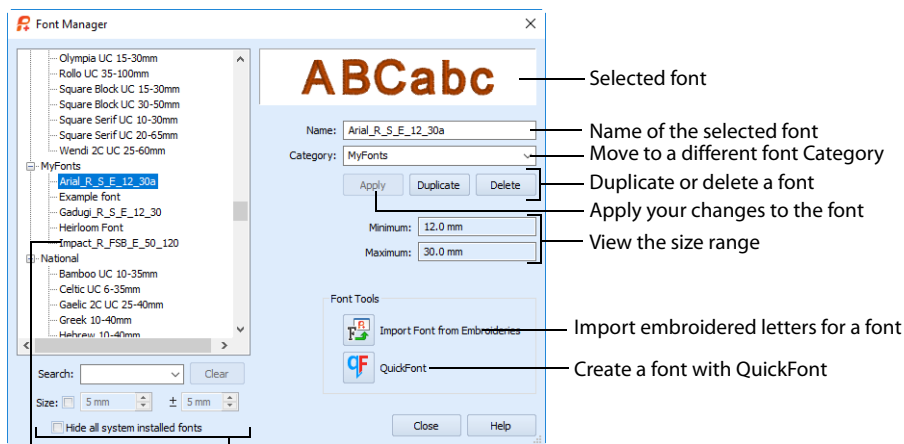 Font Manager
Olympia UC 15-30mm
Rollo UC 35-100mm
Square Block UC 15-30mm
Square Block UC 30-50mm
Square Serif UC 10-30mm
Square Serif UC 20-65mm
Wendi 2C UC 25-60mm
MyFonts
Arial_R_S_E_12_30a
Example font
Gadugi_R_S_E_12_30
Heirloom Font
Impact_R_FSB_E_50_120
National
Bamboo UC 10-35mm
Celtic UC 6-35mm
Gaelic 2C UC 25-40mm
Greek 10-40mm
Hebrew 10-40mm
Search:
Clear
Size: 5 mm ± 5 mm
Hide all system installed fonts
ABCabc
Name: Arial_R_S_E_12_30a
Category: MyFonts
Apply Duplicate Delete
Minimum: 12.0 mm
Maximum: 30.0 mm
Font Tools
Import Font from Embroideries
QuickFont
Close Help
Selected font
Name of the selected font
Move to a different font Category
Duplicate or delete a font
Apply your changes to the font
View the size range
Import embroidered letters for a font
Create a font with QuickFont